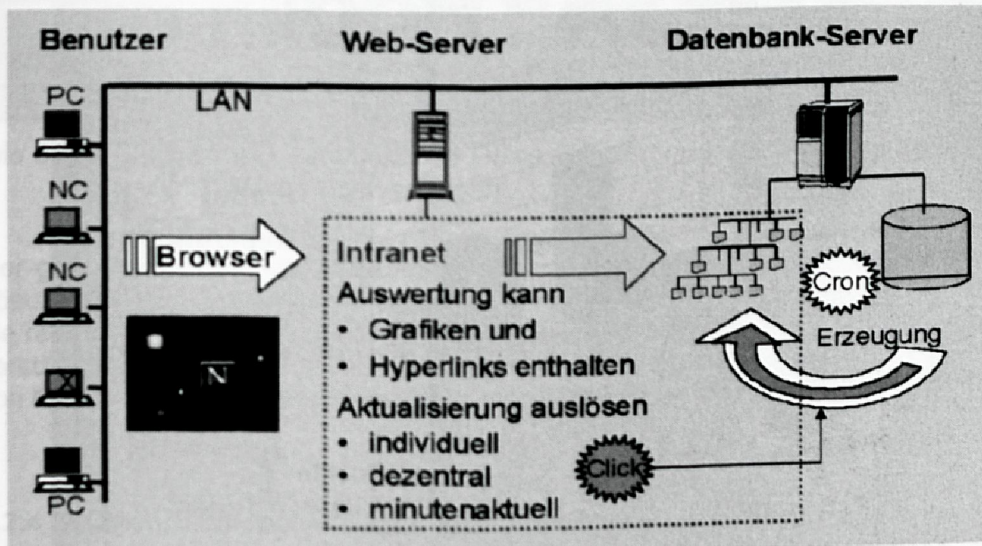 Benutzer
Web-Server
Datenbank-Server
PC
LAN
NC
NC
X
PC
Browser
N
Intranet
Auswertung kann
• Grafiken und
• Hyperlinks enthalten
Aktualisierung auslösen
• individuell
• dezentral
• minutenaktuell
Click
Cron
Erzeugung